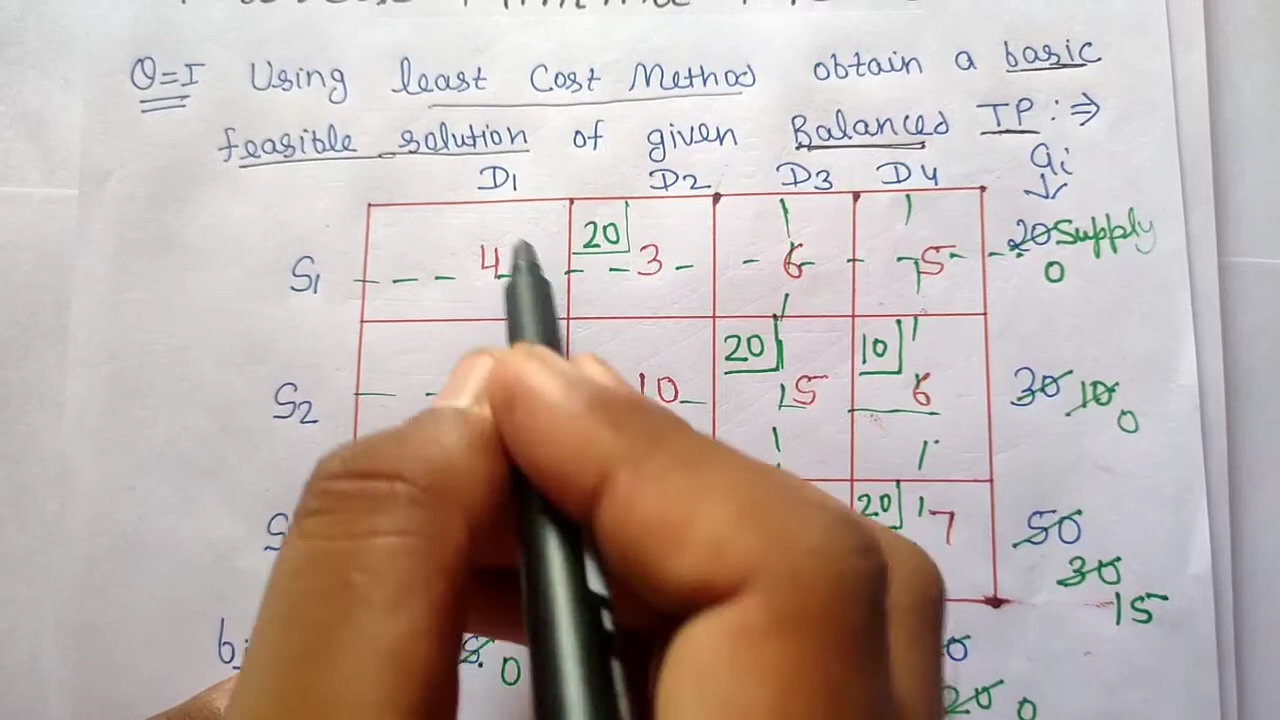 Q=I Using least Cost Method obtain a basic
feasible solution of given Balanced TP :⇒
D1 D2 D3 D4 ai
↓
S1 4 20 3 6 5 20 Supply
0
20 10
S2 10 5 6 30 10 0
20 7 50
30
15
0
20 0